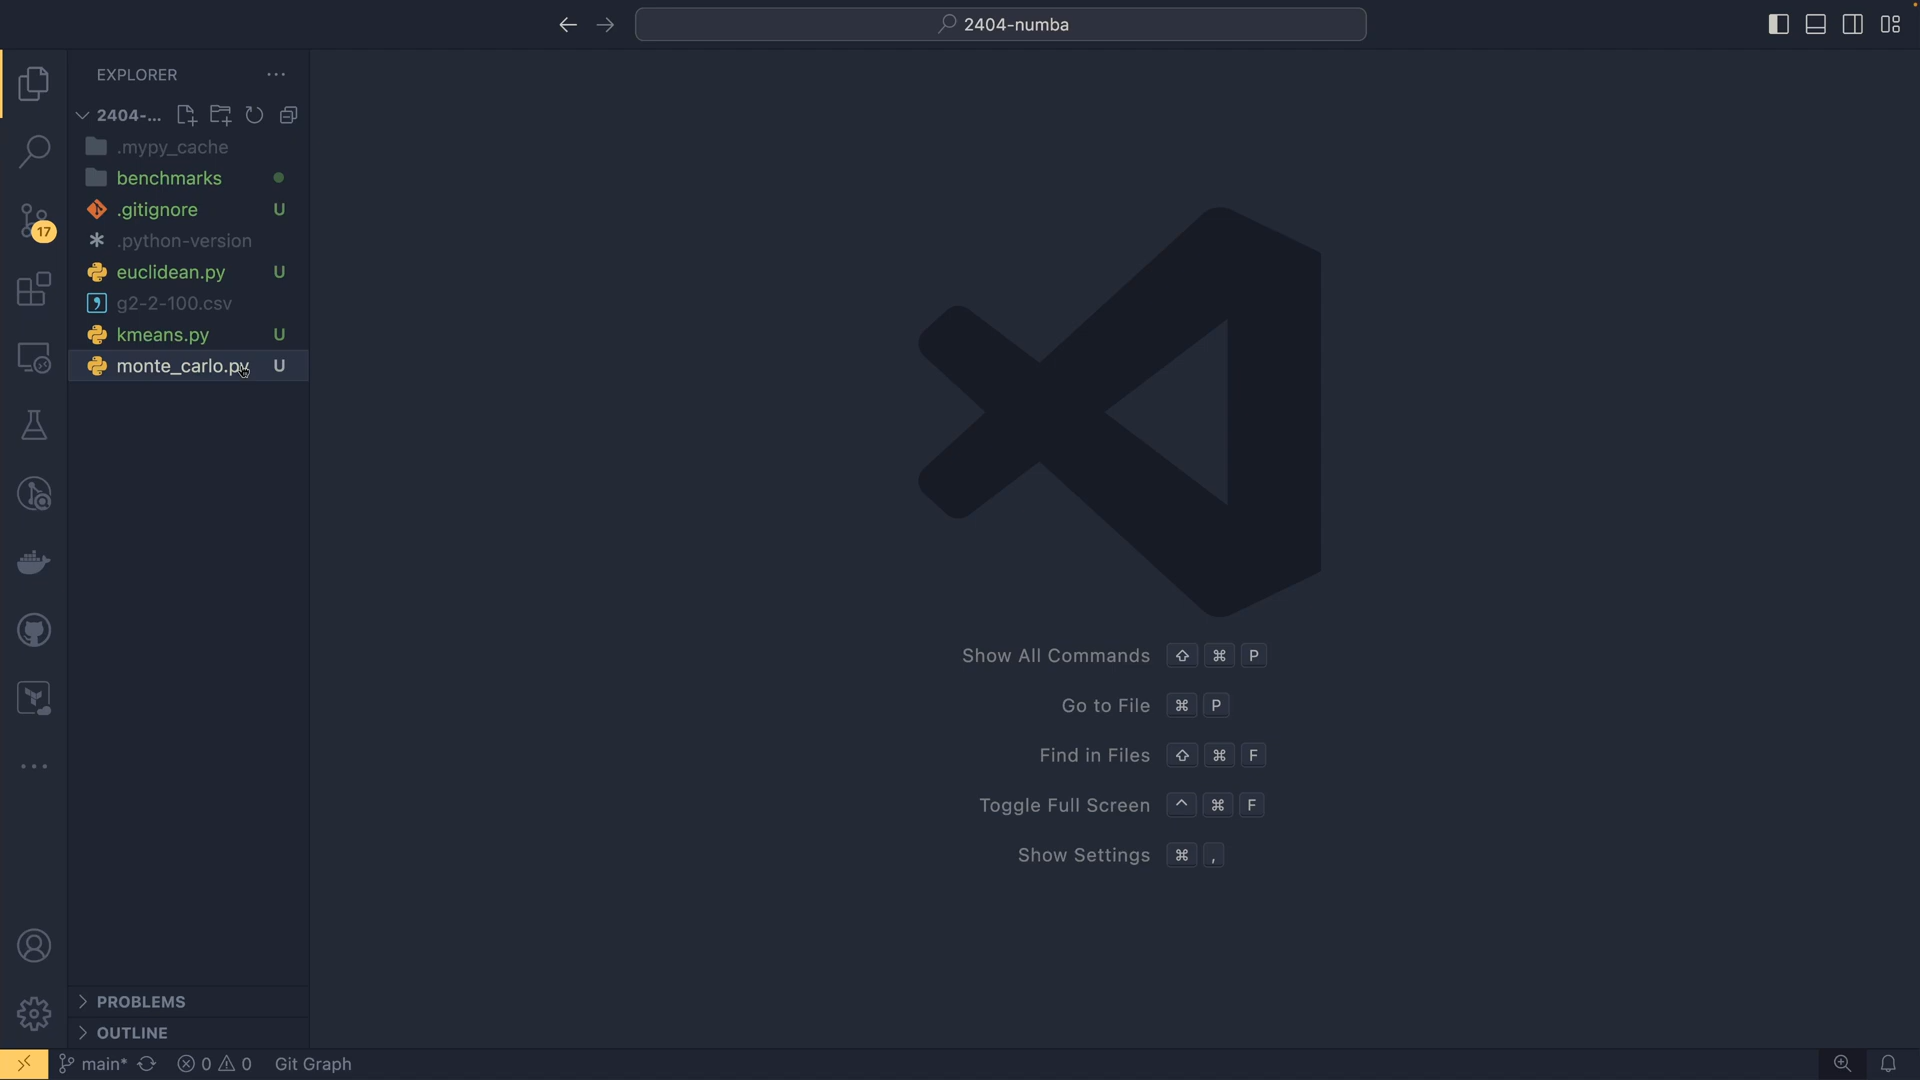 2404-numba
EXPLORER
2404-...
.mypy_cache
benchmarks
.gitignore U
.python-version
euclidean.py U
g2-2-100.csv
kmeans.py U
monte_carlo.py U
17
Show All Commands ⇧ ⌘ P
Go to File ⌘ P
Find in Files ⇧ ⌘ F
Toggle Full Screen ^ ⌘ F
Show Settings ⌘ ,
PROBLEMS
OUTLINE
main* 0 0 Git Graph